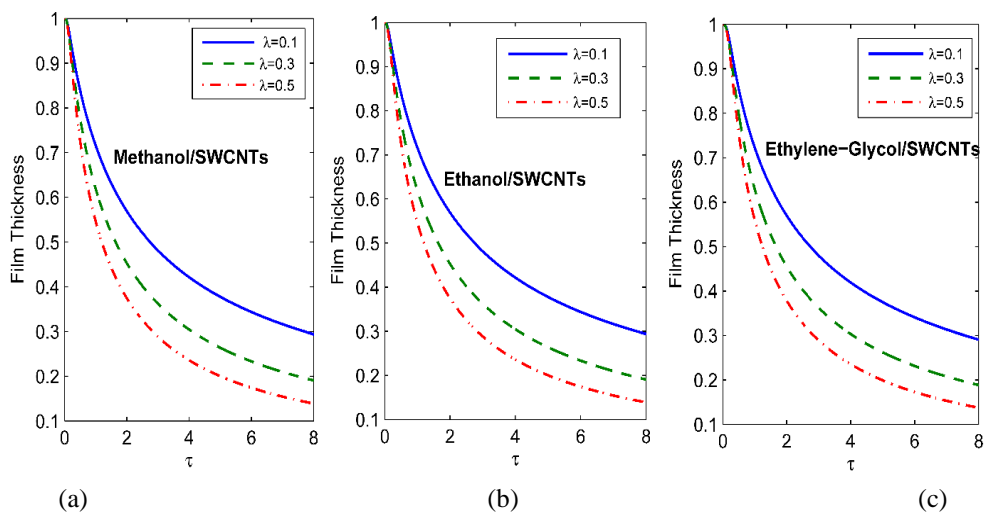 1
0.9
0.8
0.7
0.6
0.5
0.4
0.3
0.2
0.1
Film Thickness
λ=0.1
λ=0.3
λ=0.5
Methanol/SWCNTs
0 2 4 6 8
τ
(a)
1
0.9
0.8
0.7
0.6
0.5
0.4
0.3
0.2
0.1
Film Thickness
λ=0.1
λ=0.3
λ=0.5
Ethanol/SWCNTs
0 2 4 6 8
τ
(b)
1
0.9
0.8
0.7
0.6
0.5
0.4
0.3
0.2
0.1
Film Thickness
λ=0.1
λ=0.3
λ=0.5
Ethylene−Glycol/SWCNTs
0 2 4 6 8
τ
(c)